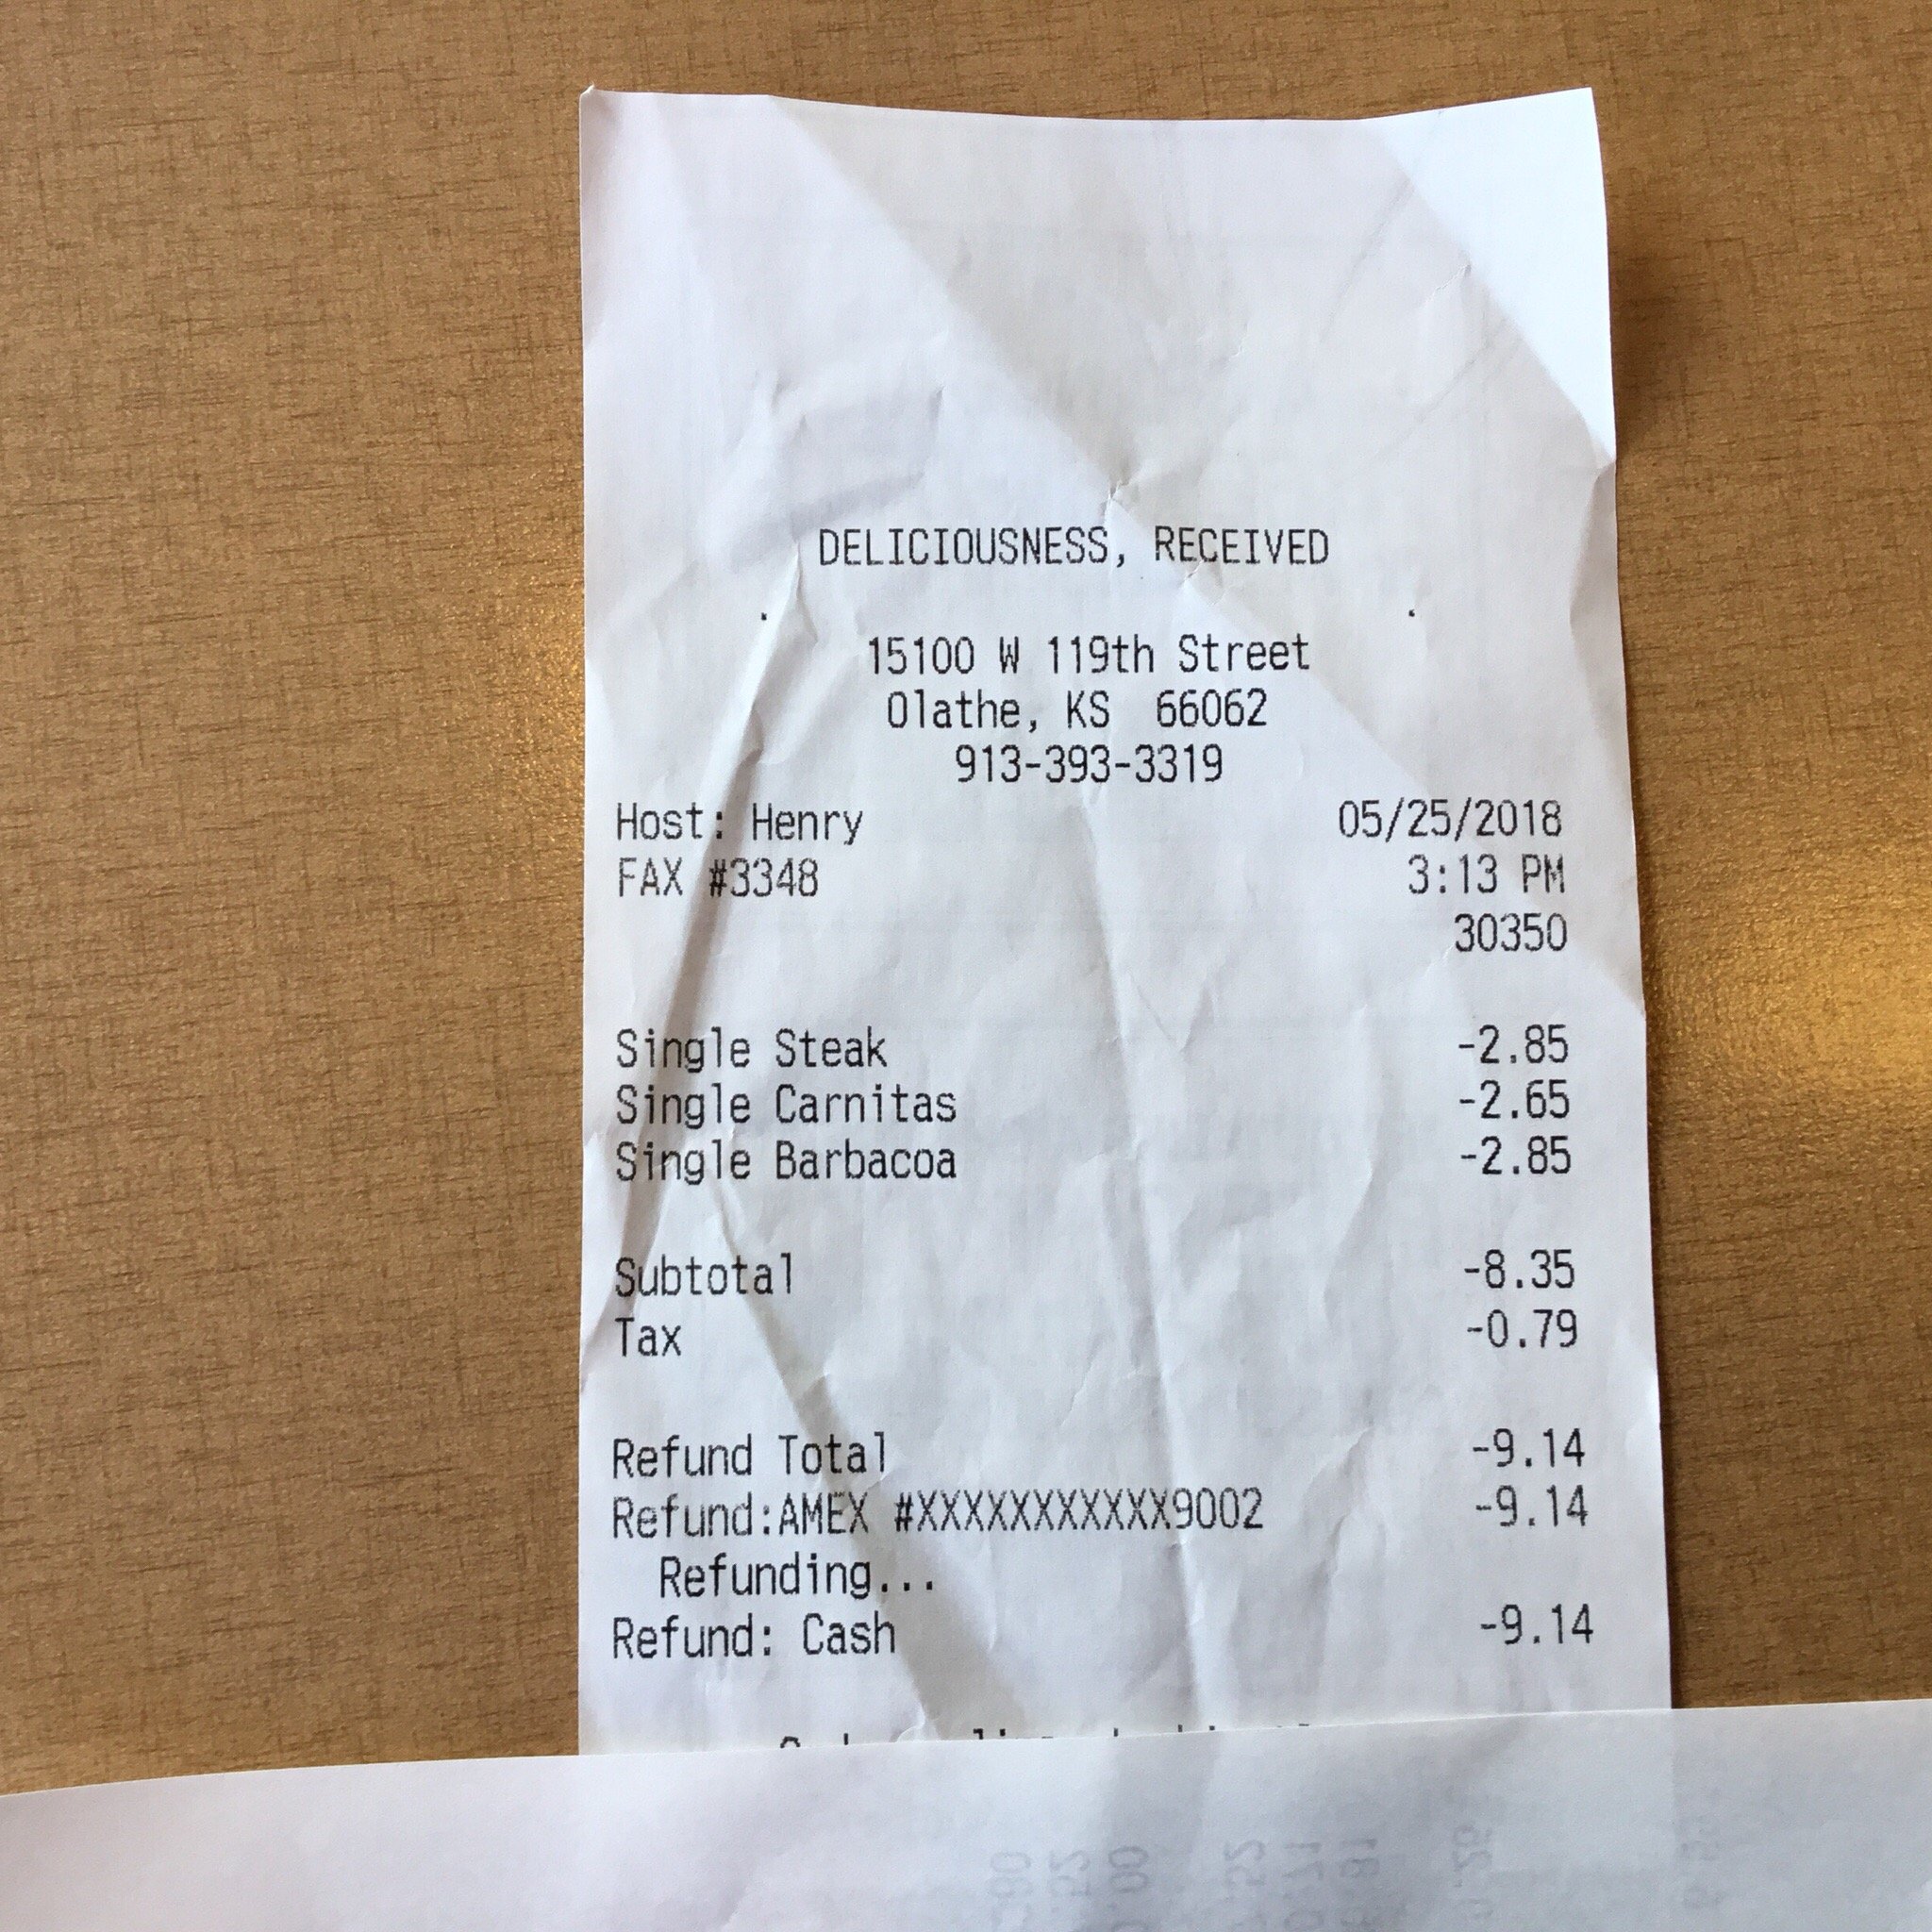 DELICIOUSNESS, RECEIVED
15100 W 119th Street
Olathe, KS  66062
913-393-3319
Host: Henry 05/25/2018
FAX #3348 3:13 PM
30350
Single Steak -2.85
Single Carnitas -2.65
Single Barbacoa -2.85
Subtotal -8.35
Tax -0.79
Refund Total -9.14
Refund:AMEX #XXXXXXXXXXX9002 -9.14
Refunding...
Refund: Cash -9.14